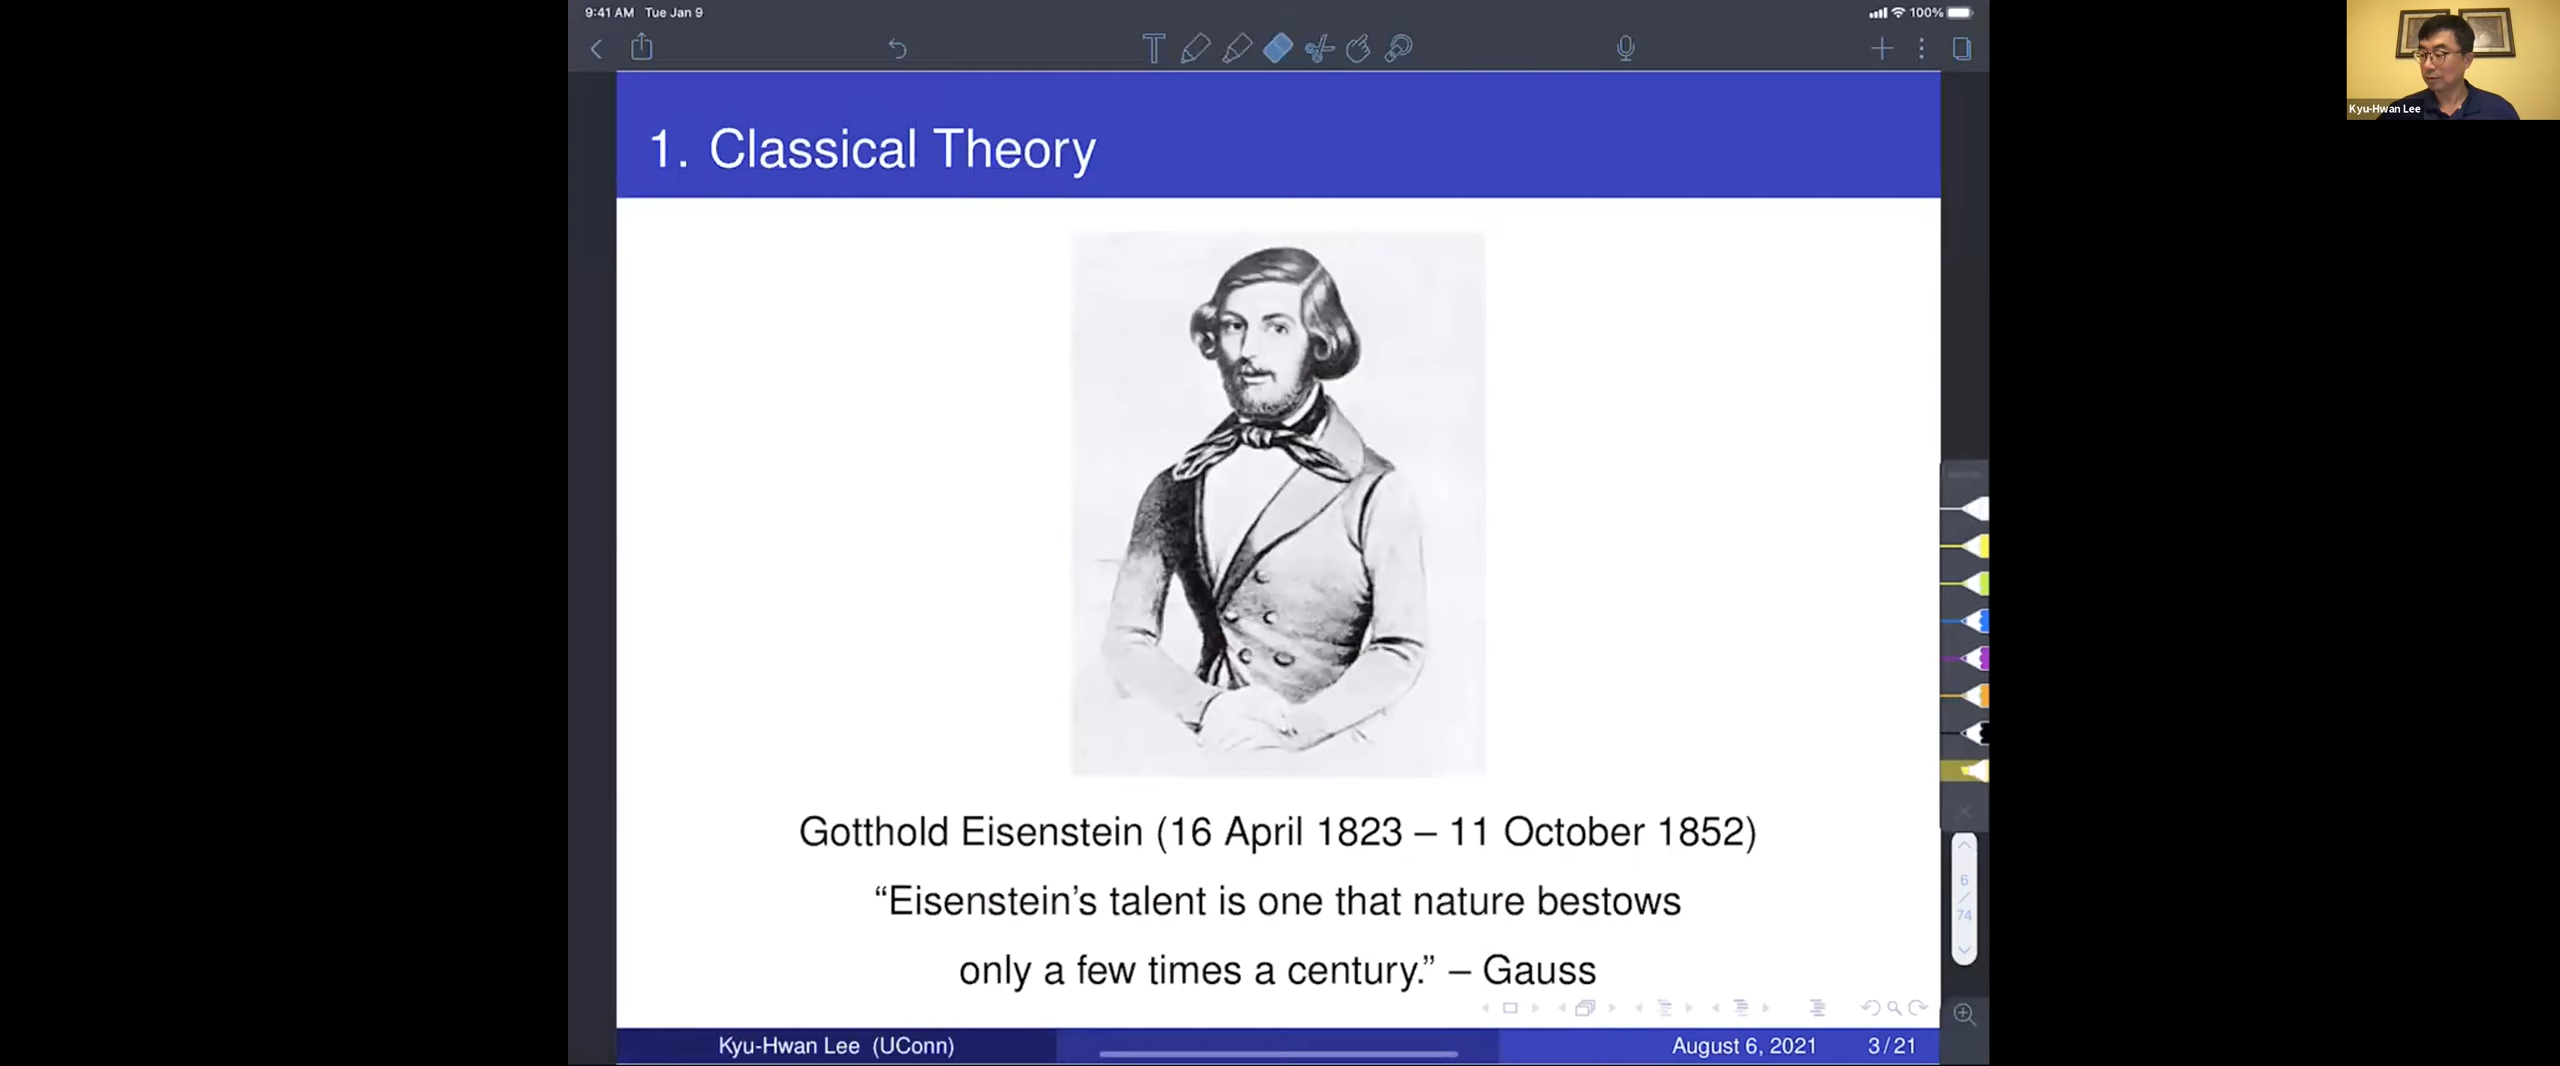 9:41 AM Tue Jan 9
100%
Kyu-Hwan Lee
1. Classical Theory
Gotthold Eisenstein (16 April 1823 – 11 October 1852)
“Eisenstein’s talent is one that nature bestows
only a few times a century.” – Gauss
6
/
74
Kyu-Hwan Lee (UConn)
August 6, 2021
3 / 21